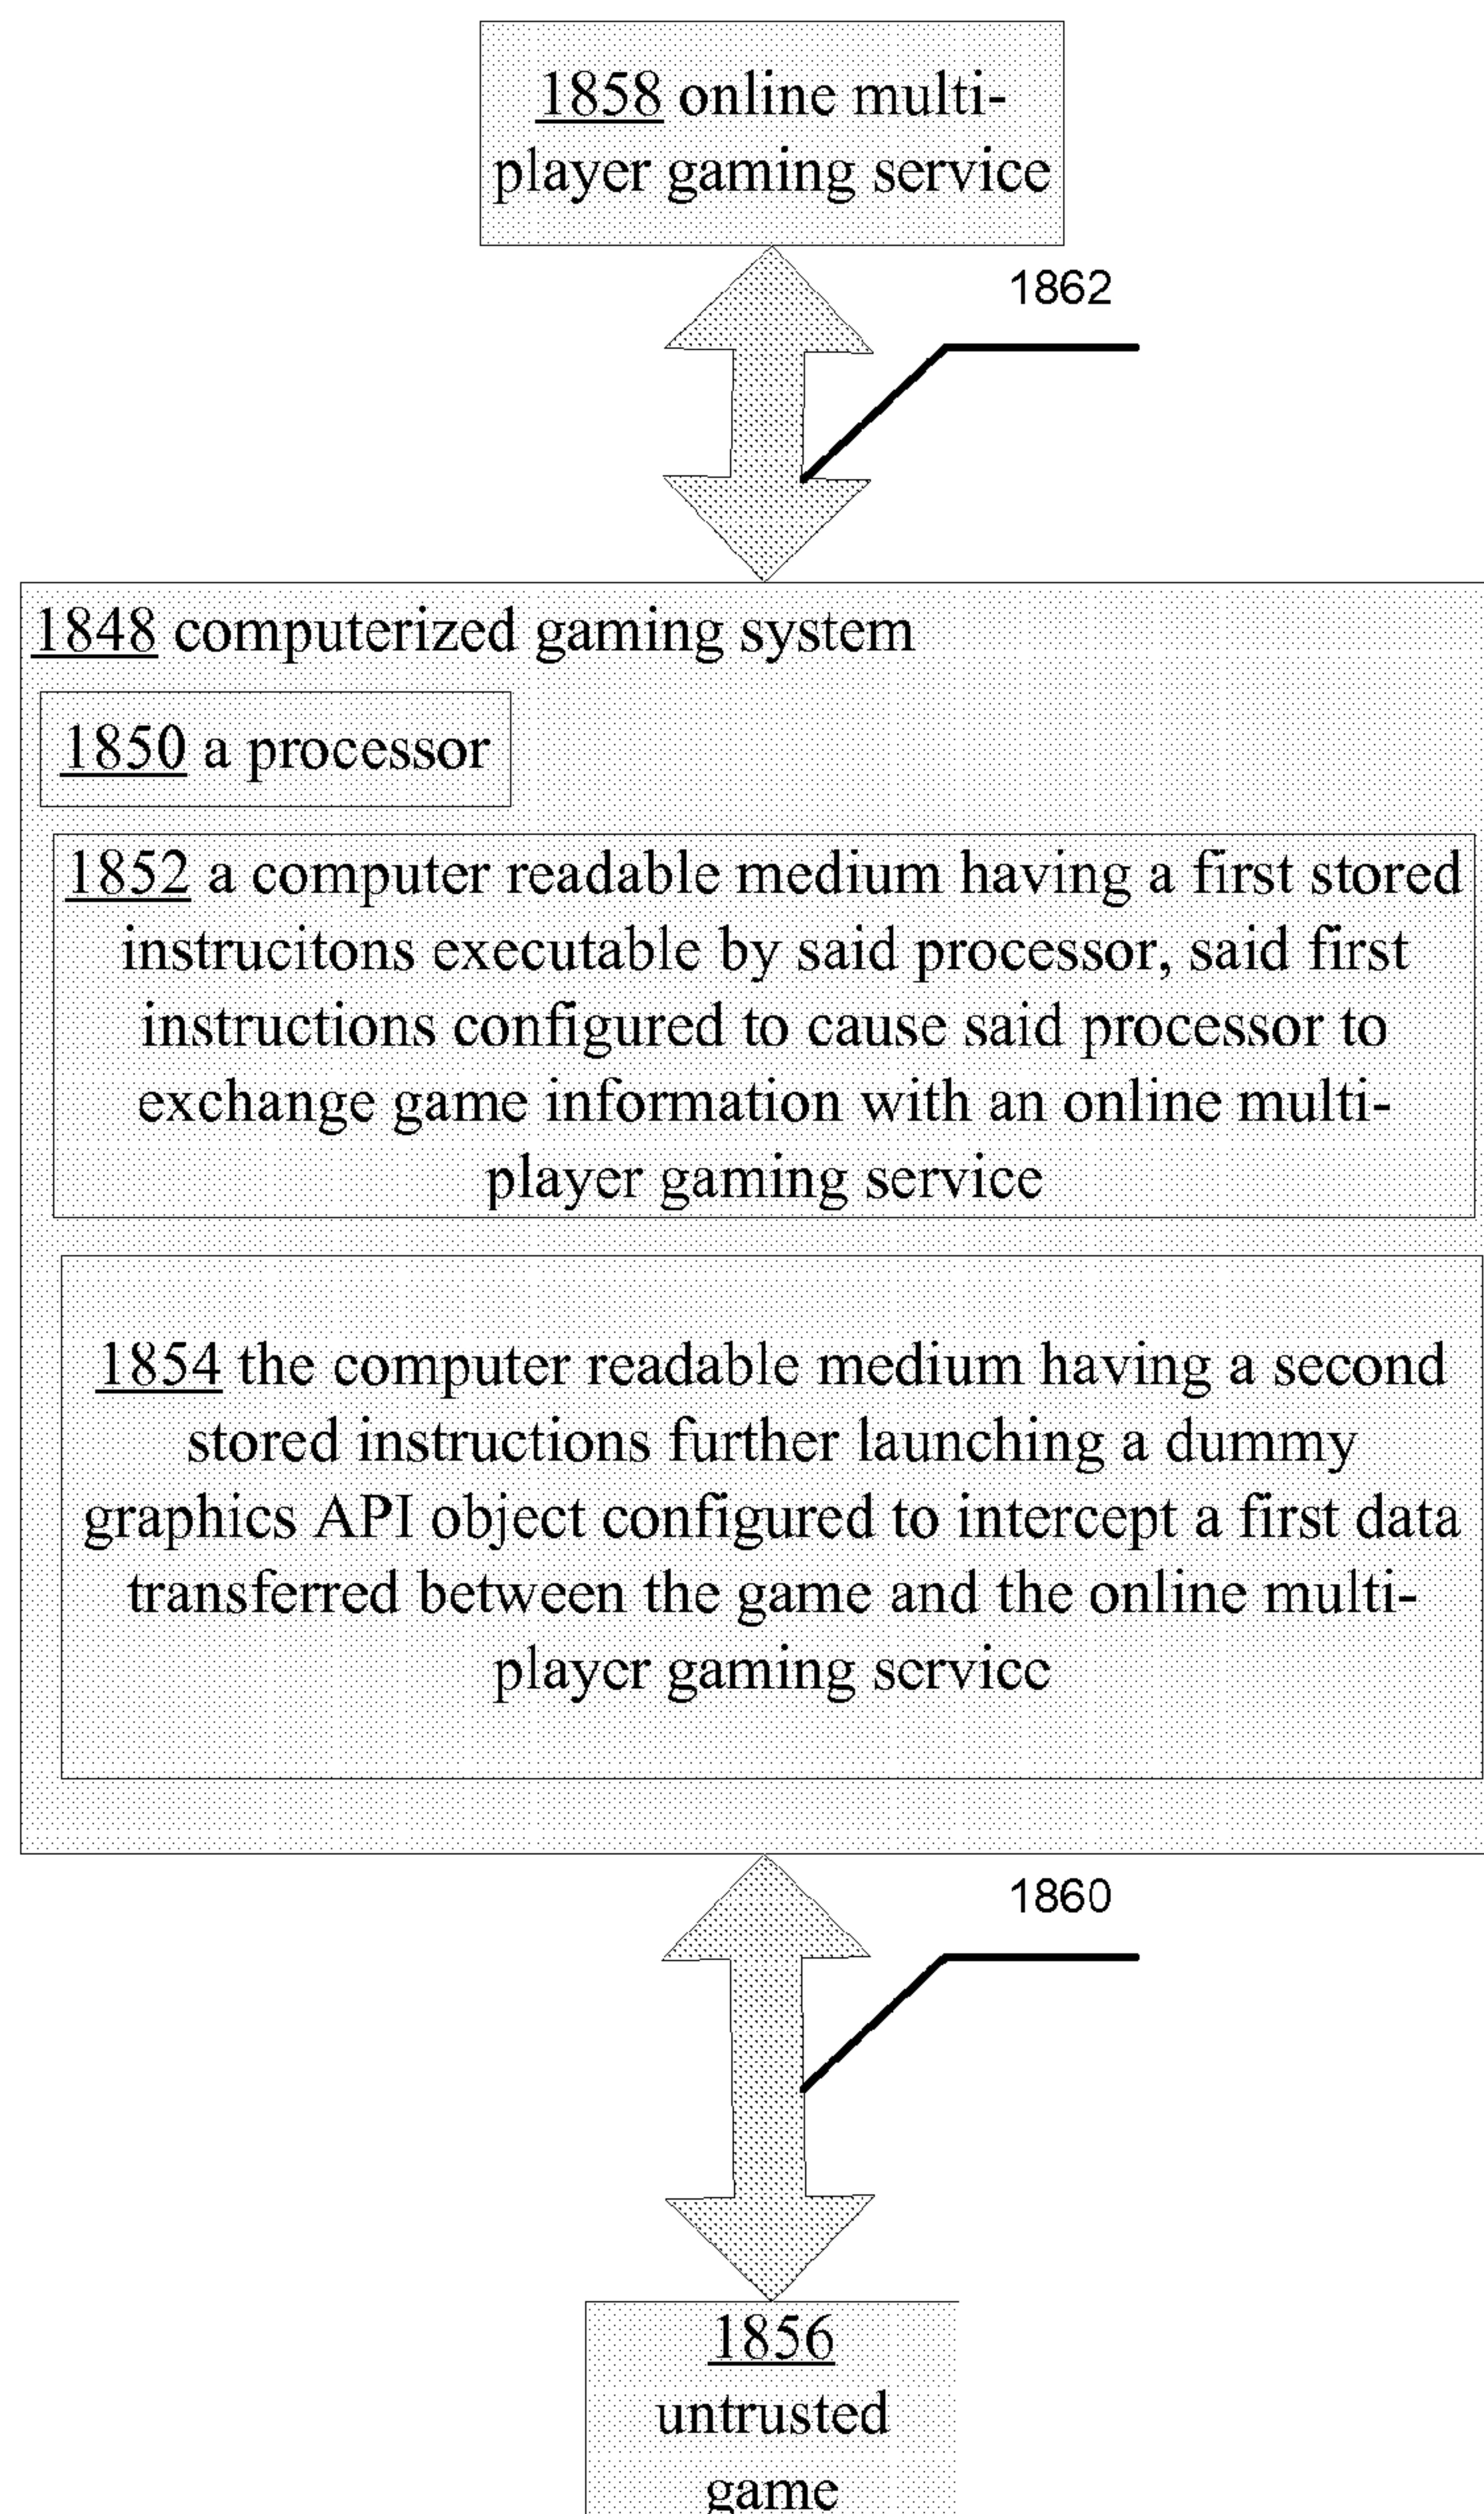 1858 online multi-
player gaming service
1862
1848 computerized gaming system
1850 a processor
1852 a computer readable medium having a first stored
instrucitons executable by said processor, said first
instructions configured to cause said processor to
exchange game information with an online multi-
player gaming service
1854 the computer readable medium having a second
stored instructions further launching a dummy
graphics API object configured to intercept a first data
transferred between the game and the online multi-
player gaming service
1860
1856
untrusted
game